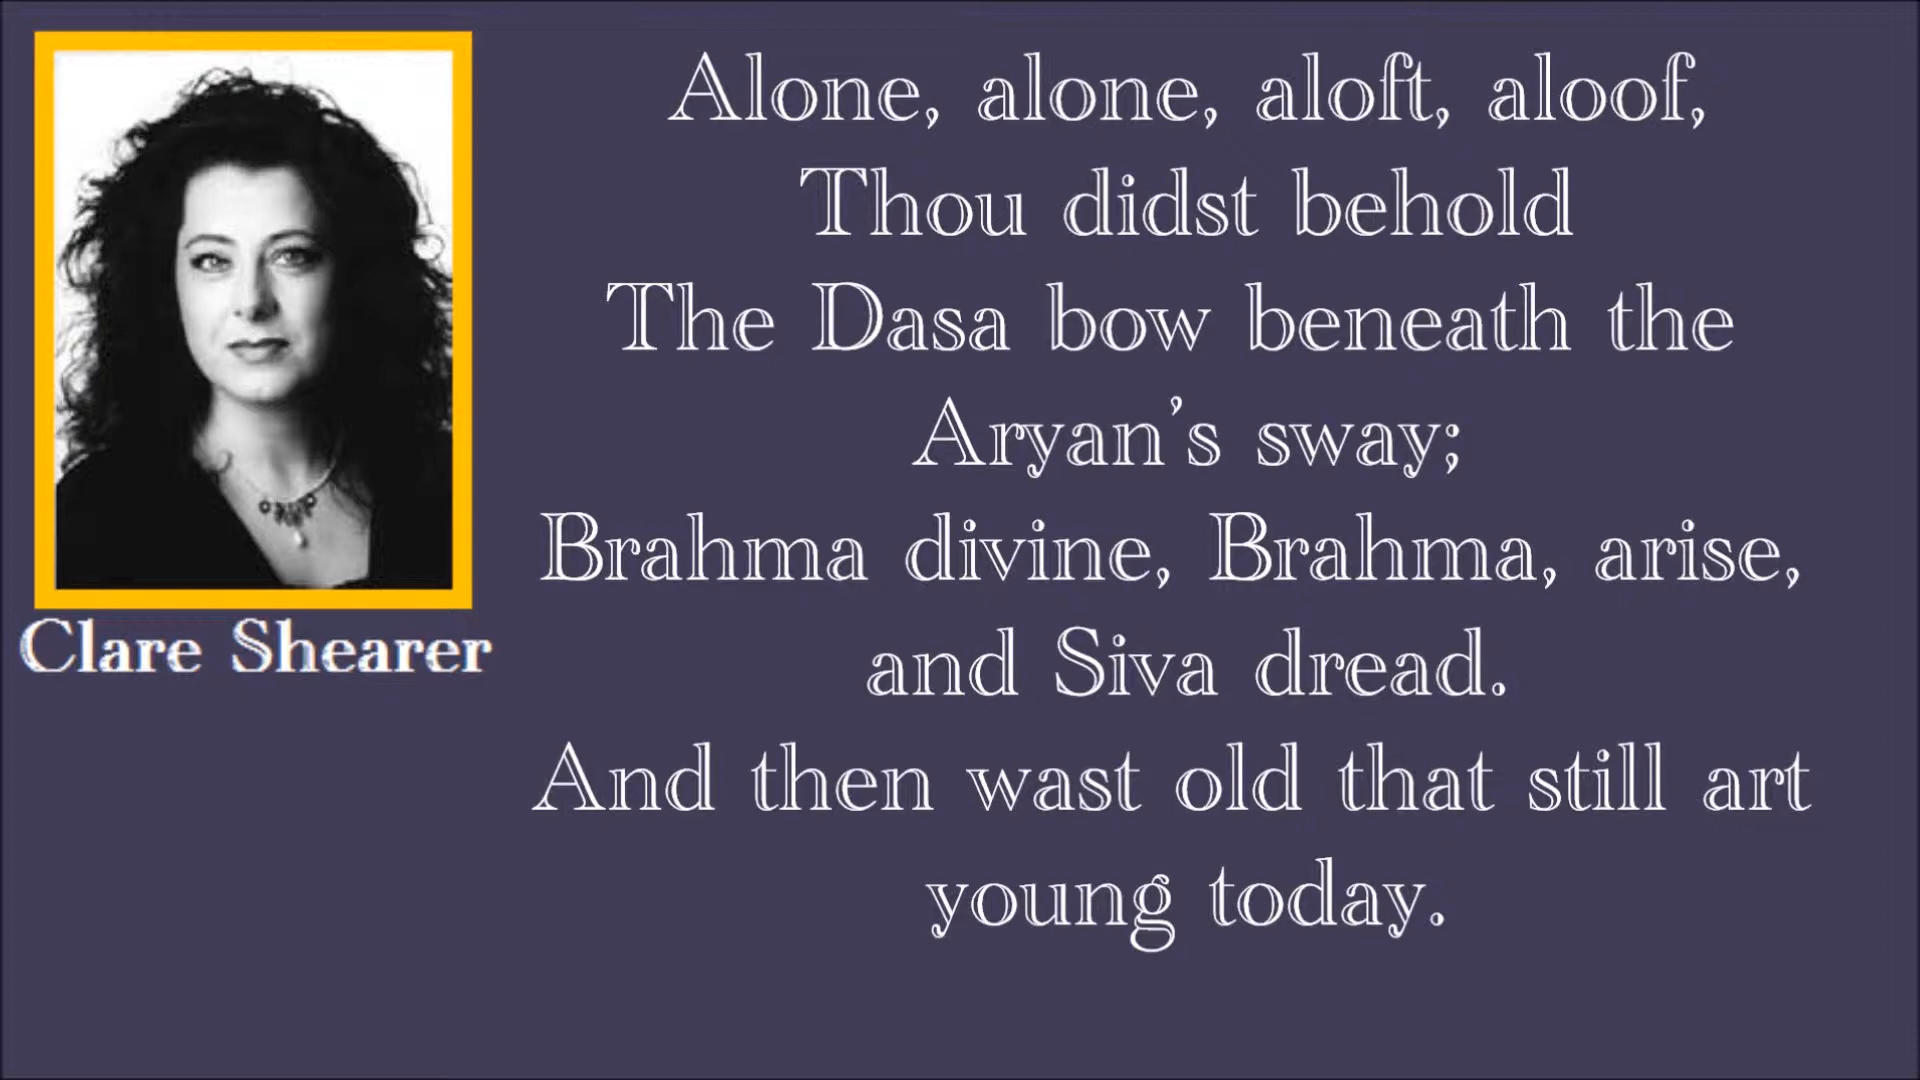 Alone, alone, aloft, aloof,
Thou didst behold
The Dasa bow beneath the
Aryan's sway;
Brahma divine, Brahma, arise,
and Siva dread.
And then wast old that still art
young today.
Clare Shearer